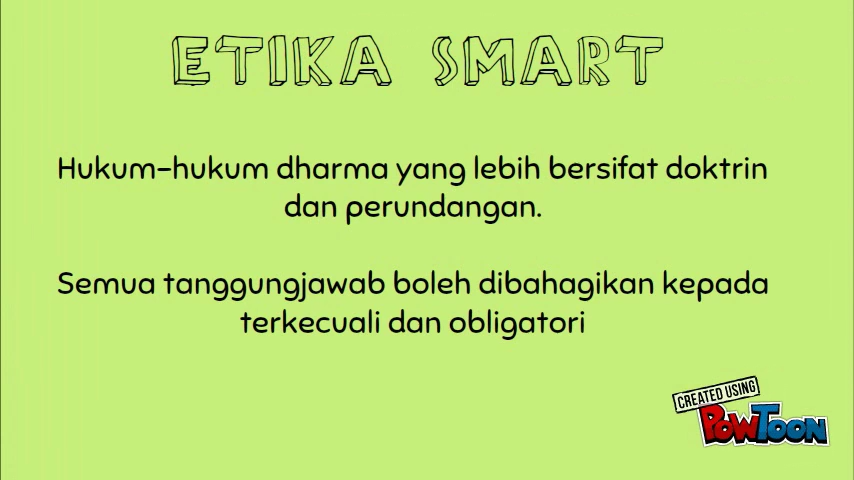 ETIKA SMART
Hukum-hukum dharma yang lebih bersifat doktrin
dan perundangan.
Semua tanggungjawab boleh dibahagikan kepada
terkecuali dan obligatori
CREATED USING
POWTOON